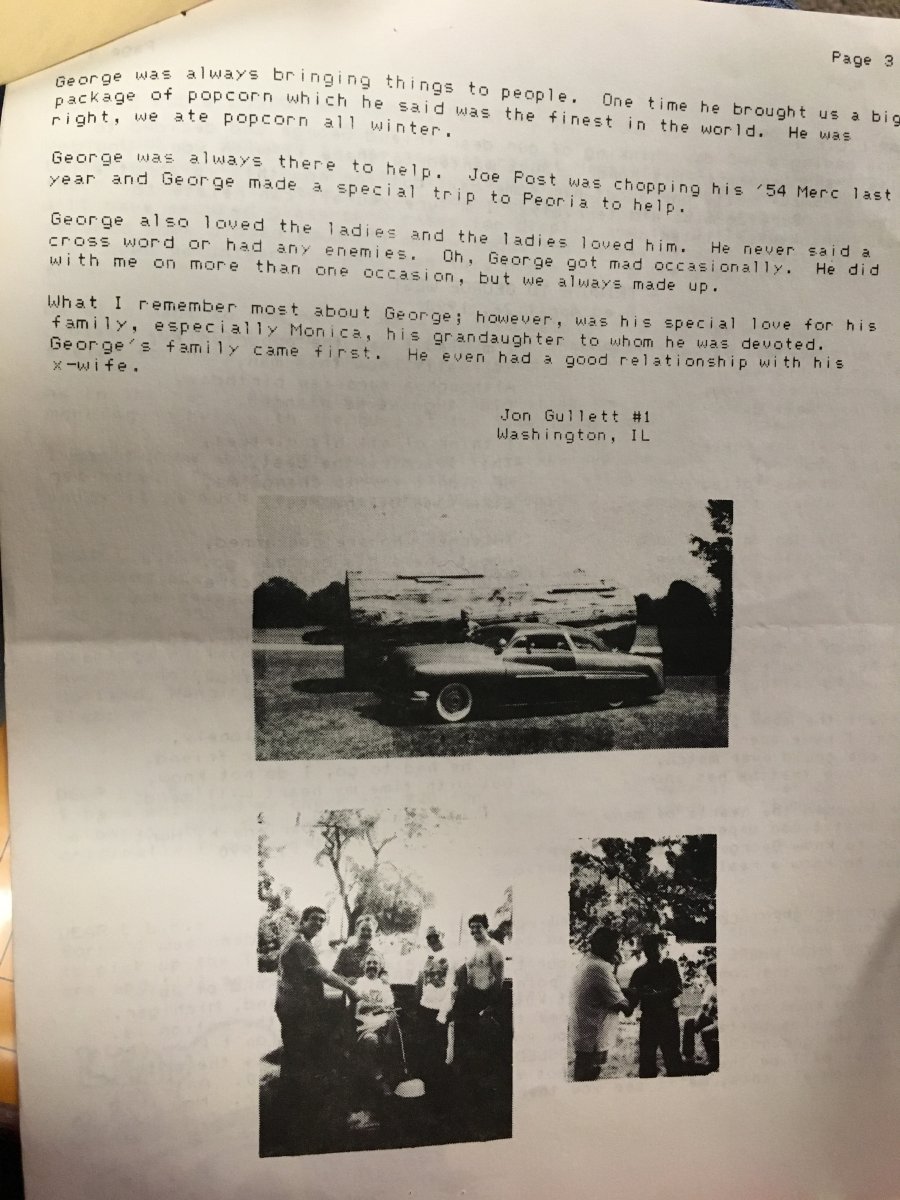 Page 3
George was always bringing things to people. One time he brought us a big
package of popcorn which he said was the finest in the world. He was
right, we ate popcorn all winter.
George was always there to help. Joe Post was chopping his '54 Merc last
year and George made a special trip to Peoria to help.
George also loved the ladies and the ladies loved him. He never said a
cross word or had any enemies. Oh, George got mad occasionally. He did
with me on more than one occasion, but we always made up.
What I remember most about George; however, was his special love for his
family, especially Monica, his grandaughter to whom he was devoted.
George's family came first. He even had a good relationship with his
x-wife.
Jon Gullett #1
Washington, IL